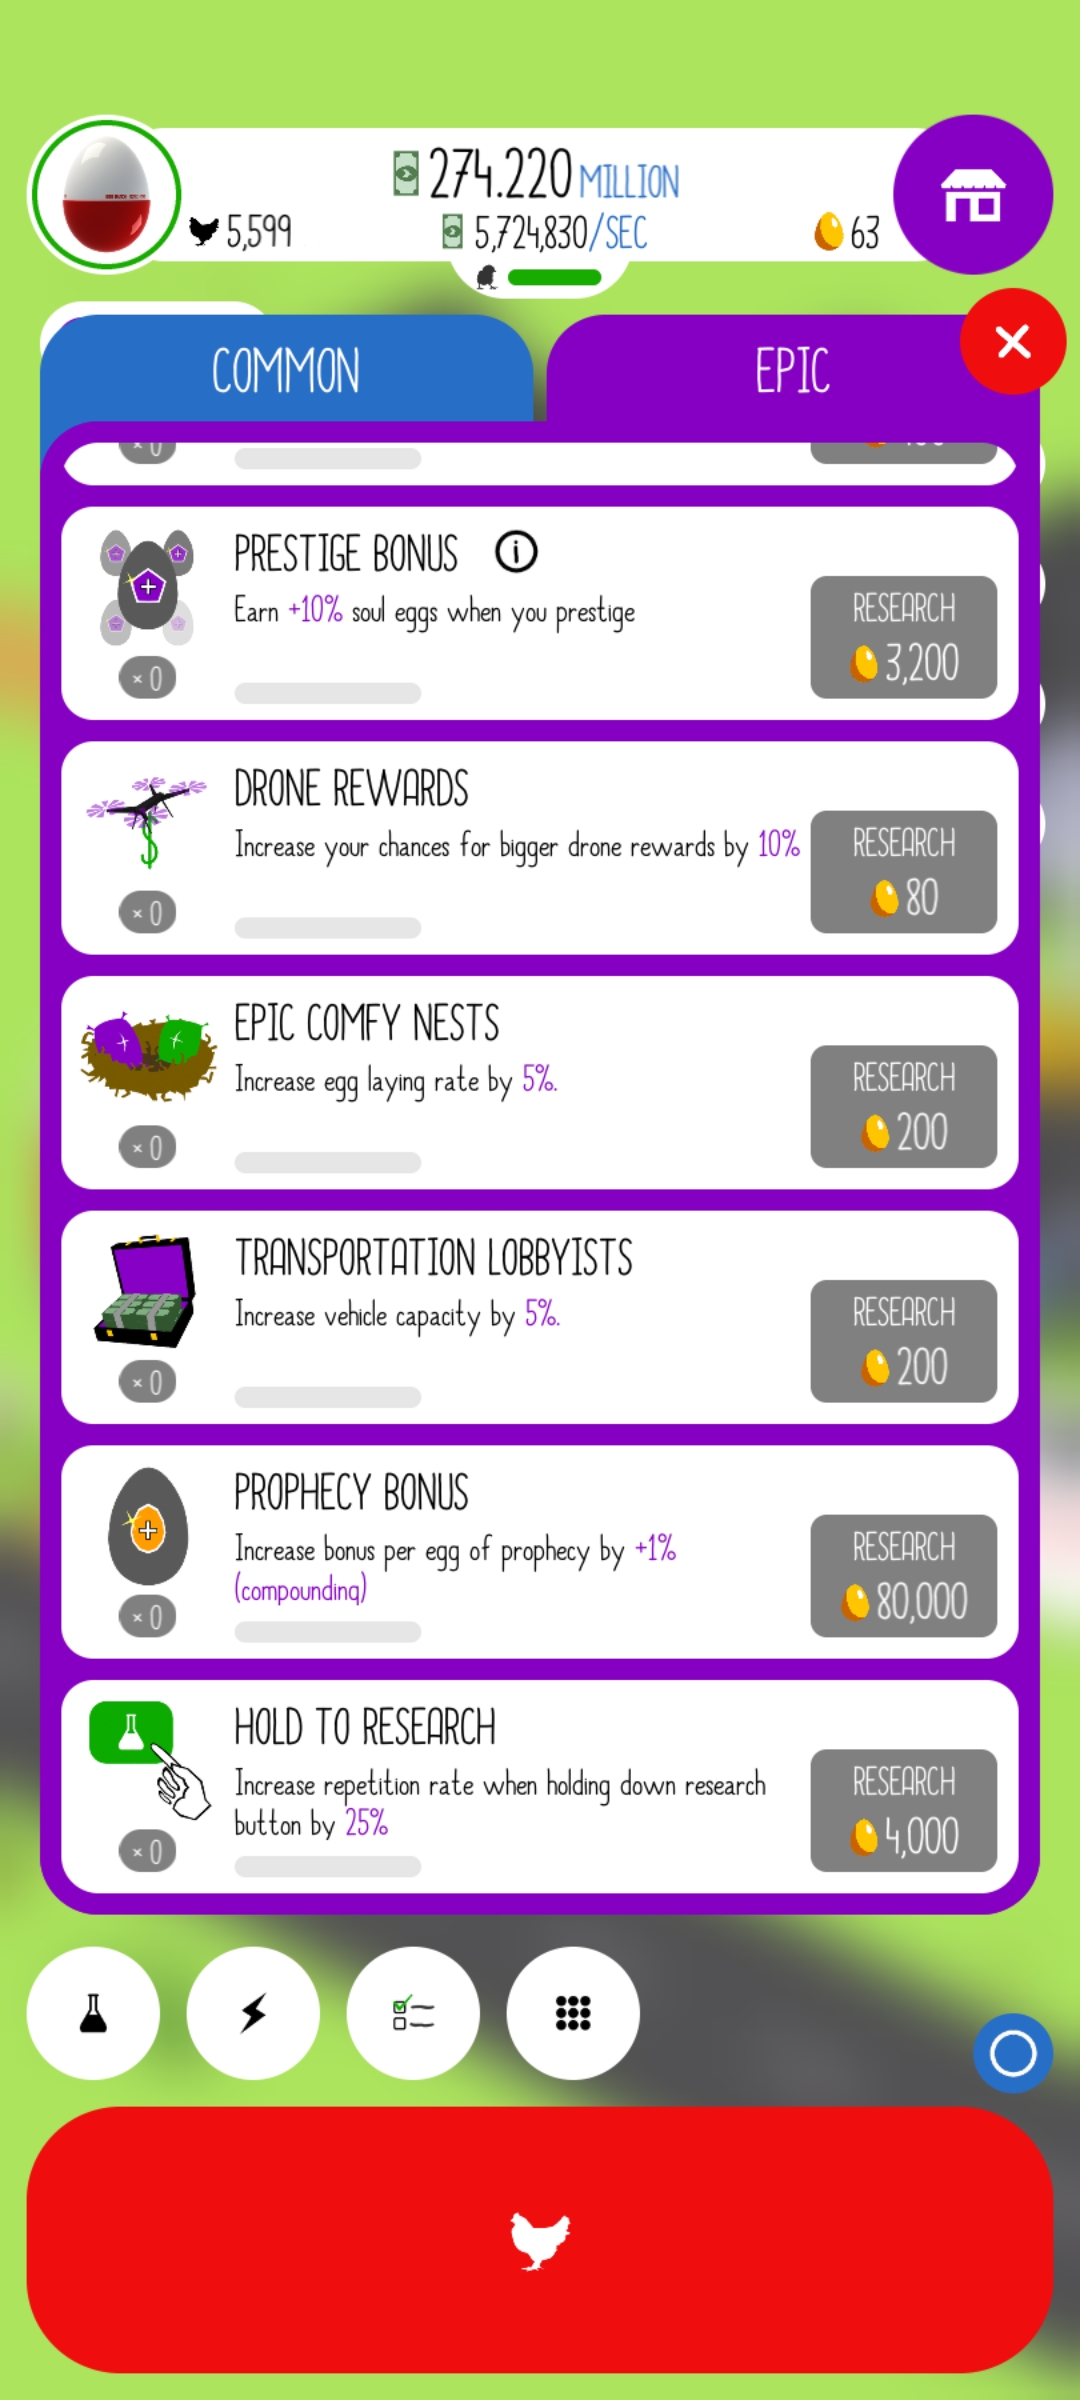 274.220 MILLION
5,599
5,724,830/SEC
63
COMMON
EPIC
× 0
PRESTIGE BONUS
Earn +10% soul eggs when you prestige
× 0
RESEARCH
3,200
DRONE REWARDS
Increase your chances for bigger drone rewards by 10%
× 0
RESEARCH
80
EPIC COMFY NESTS
Increase egg laying rate by 5%.
× 0
RESEARCH
200
TRANSPORTATION LOBBYISTS
Increase vehicle capacity by 5%.
× 0
RESEARCH
200
PROPHECY BONUS
Increase bonus per egg of prophecy by +1%
(compounding)
× 0
RESEARCH
80,000
HOLD TO RESEARCH
Increase repetition rate when holding down research
button by 25%
× 0
RESEARCH
4,000